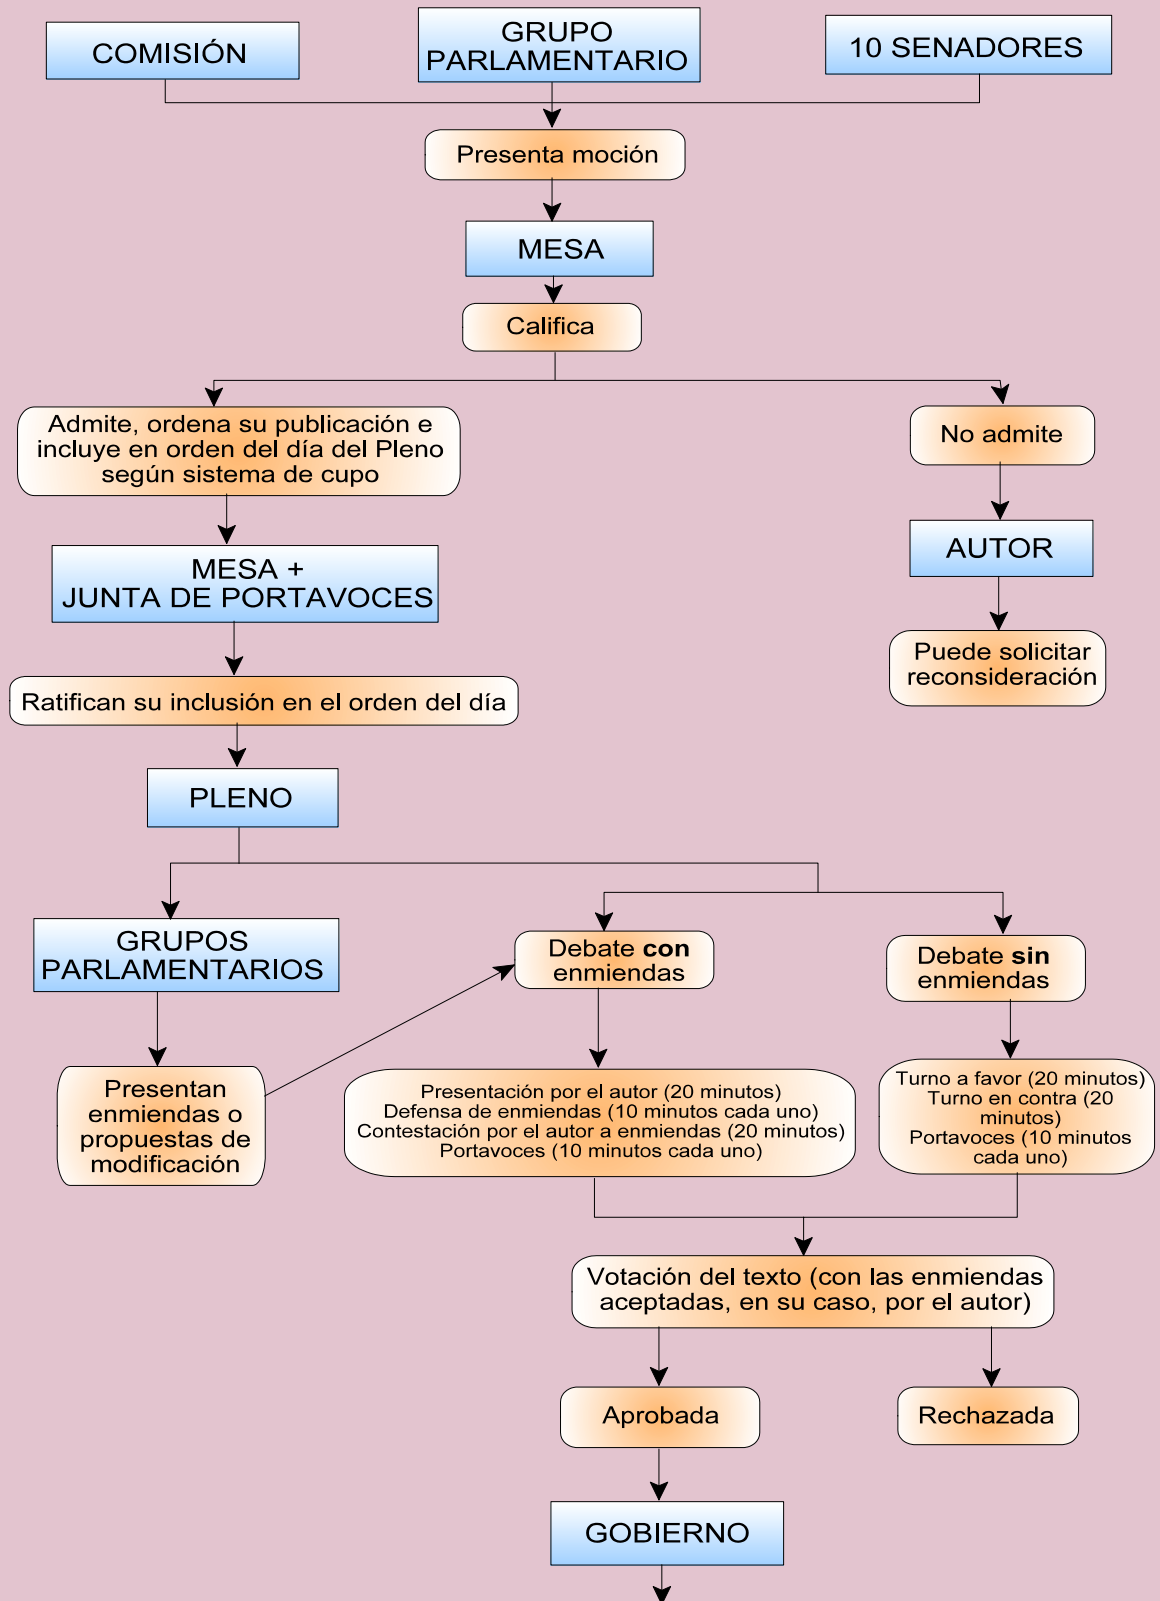 COMISIÓN
GRUPO
PARLAMENTARIO
10 SENADORES
Presenta moción
MESA
Califica
Admite, ordena su publicación e
incluye en orden del día del Pleno
según sistema de cupo
No admite
MESA +
JUNTA DE PORTAVOCES
AUTOR
Ratifican su inclusión en el orden del día
Puede solicitar
reconsideración
PLENO
GRUPOS
PARLAMENTARIOS
Debate con
enmiendas
Debate sin
enmiendas
Presentan
enmiendas o
propuestas de
modificación
Presentación por el autor (20 minutos)
Defensa de enmiendas (10 minutos cada uno)
Contestación por el autor a enmiendas (20 minutos)
Portavoces (10 minutos cada uno)
Turno a favor (20 minutos)
Turno en contra (20
minutos)
Portavoces (10 minutos
cada uno)
Votación del texto (con las enmiendas
aceptadas, en su caso, por el autor)
Aprobada
Rechazada
GOBIERNO